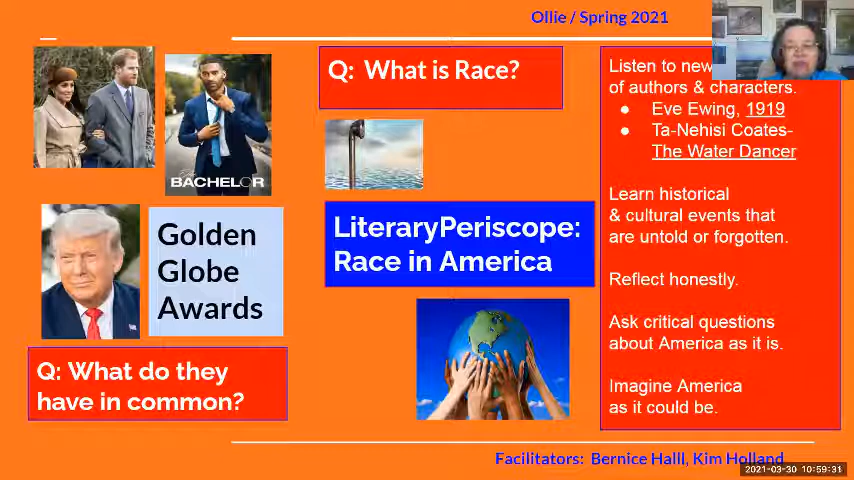 Ollie / Spring 2021
THE BACHELOR
Golden
Globe
Awards
Q: What do they
have in common?
Q: What is Race?
LiteraryPeriscope:
Race in America
Listen to new
of authors & characters.
● Eve Ewing, 1919
● Ta-Nehisi Coates-
The Water Dancer
Learn historical
& cultural events that
are untold or forgotten.
Reflect honestly.
Ask critical questions
about America as it is.
Imagine America
as it could be.
Facilitators: Bernice Halll, Kim Holland
2021-03-30 10:59:31